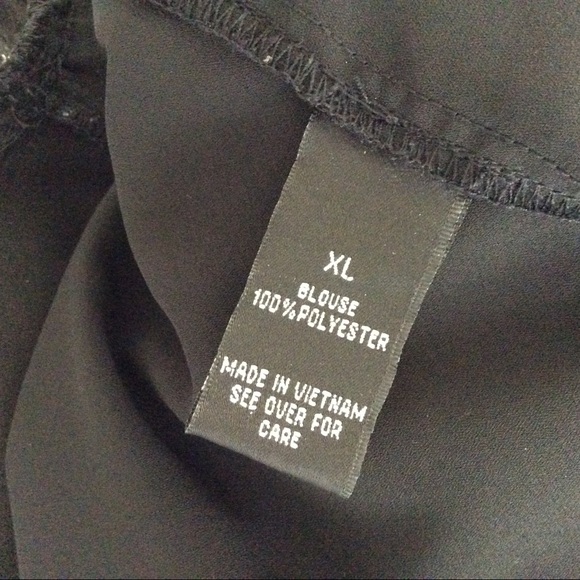 XL
BLOUSE
100%POLYESTER
MADE IN VIETNAM
SEE OVER FOR
CARE